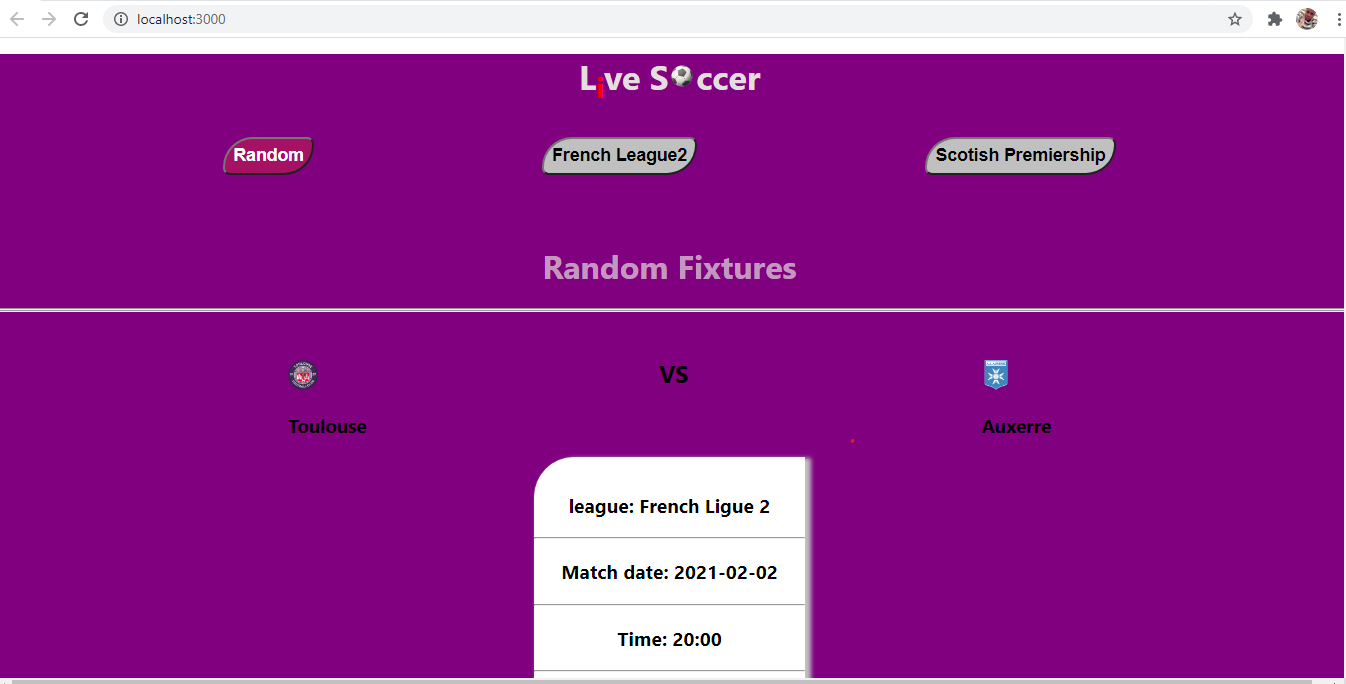 localhost:3000
Live S⚽ccer
Random French League2 Scotish Premiership
Random Fixtures
VS
Toulouse Auxerre
league: French Ligue 2
Match date: 2021-02-02
Time: 20:00